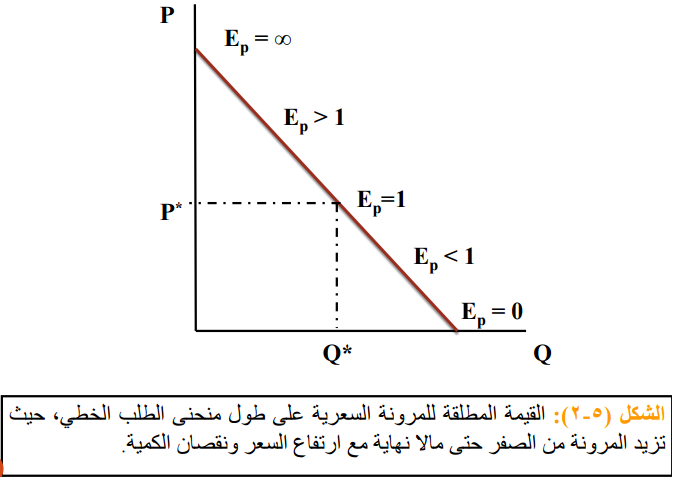 P
Eₚ = ∞
Eₚ > 1
P*
Eₚ=1
Eₚ < 1
Eₚ = 0
Q*
Q
الشكل (٥-٢): القيمة المطلقة للمرونة السعرية على طول منحنى الطلب الخطي، حيث
تزيد المرونة من الصفر حتى مالا نهاية مع ارتفاع السعر ونقصان الكمية.